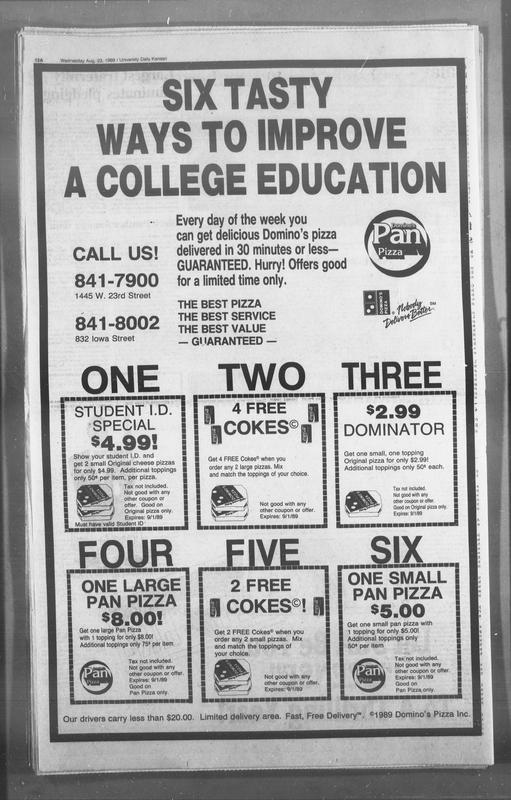 12A Wednesday Aug. 23, 1989 / University Daily Kansan
SIX TASTY
WAYS TO IMPROVE
A COLLEGE EDUCATION
CALL US!
841-7900
1445 W. 23rd Street
841-8002
832 Iowa Street
Every day of the week you
can get delicious Domino's pizza
delivered in 30 minutes or less—
GUARANTEED. Hurry! Offers good
for a limited time only.
THE BEST PIZZA
THE BEST SERVICE
THE BEST VALUE
— GUARANTEED —
Domino's
Pan
Pizza
DOMINO'S
PIZZA
Nobody
Delivers Better
SM
ONE
STUDENT I.D.
SPECIAL
$4.99!
Show your student I.D. and
get 2 small Original cheese pizzas
for only $4.99. Additional toppings
only 50¢ per item, per pizza.
Tax not included.
Not good with any
other coupon or
offer. Good on
Original pizza only.
Expires: 9/1/89
Must have valid Student ID
TWO
4 FREE
COKES©
Get 4 FREE Cokes® when you
order any 2 large pizzas. Mix
and match the toppings of your choice.
Not good with any
other coupon or offer.
Expires: 9/1/89
THREE
$2.99
DOMINATOR
Get one small, one topping
Original pizza for only $2.99!
Additional toppings only 50¢ each.
Tax not included.
Not good with any
other coupon or offer.
Good on Original pizza only.
Expires: 9/1/89
FOUR
ONE LARGE
PAN PIZZA
$8.00!
Get one large Pan Pizza
with 1 topping for only $8.00!
Additional toppings only 75¢ per item
Pan
Pizza
Tax not included.
Not good with any
other coupon or offer.
Expires: 9/1/89
Good on
Pan Pizza only.
FIVE
2 FREE
COKES©!
Get 2 FREE Cokes® when you
order any 2 small pizzas. Mix
and match the toppings of
your choice.
Not good with any
other coupon or offer.
Expires: 9/1/89
SIX
ONE SMALL
PAN PIZZA
$5.00
Get one small pan pizza with
1 topping for only $5.00!
Additional toppings only
50¢ per item
Pan
Pizza
Tax not included.
Not good with any
other coupon or offer.
Expires: 9/1/89
Good on
Pan Pizza only.
Our drivers carry less than $20.00. Limited delivery area. Fast, Free Delivery™. ©1989 Domino's Pizza Inc.